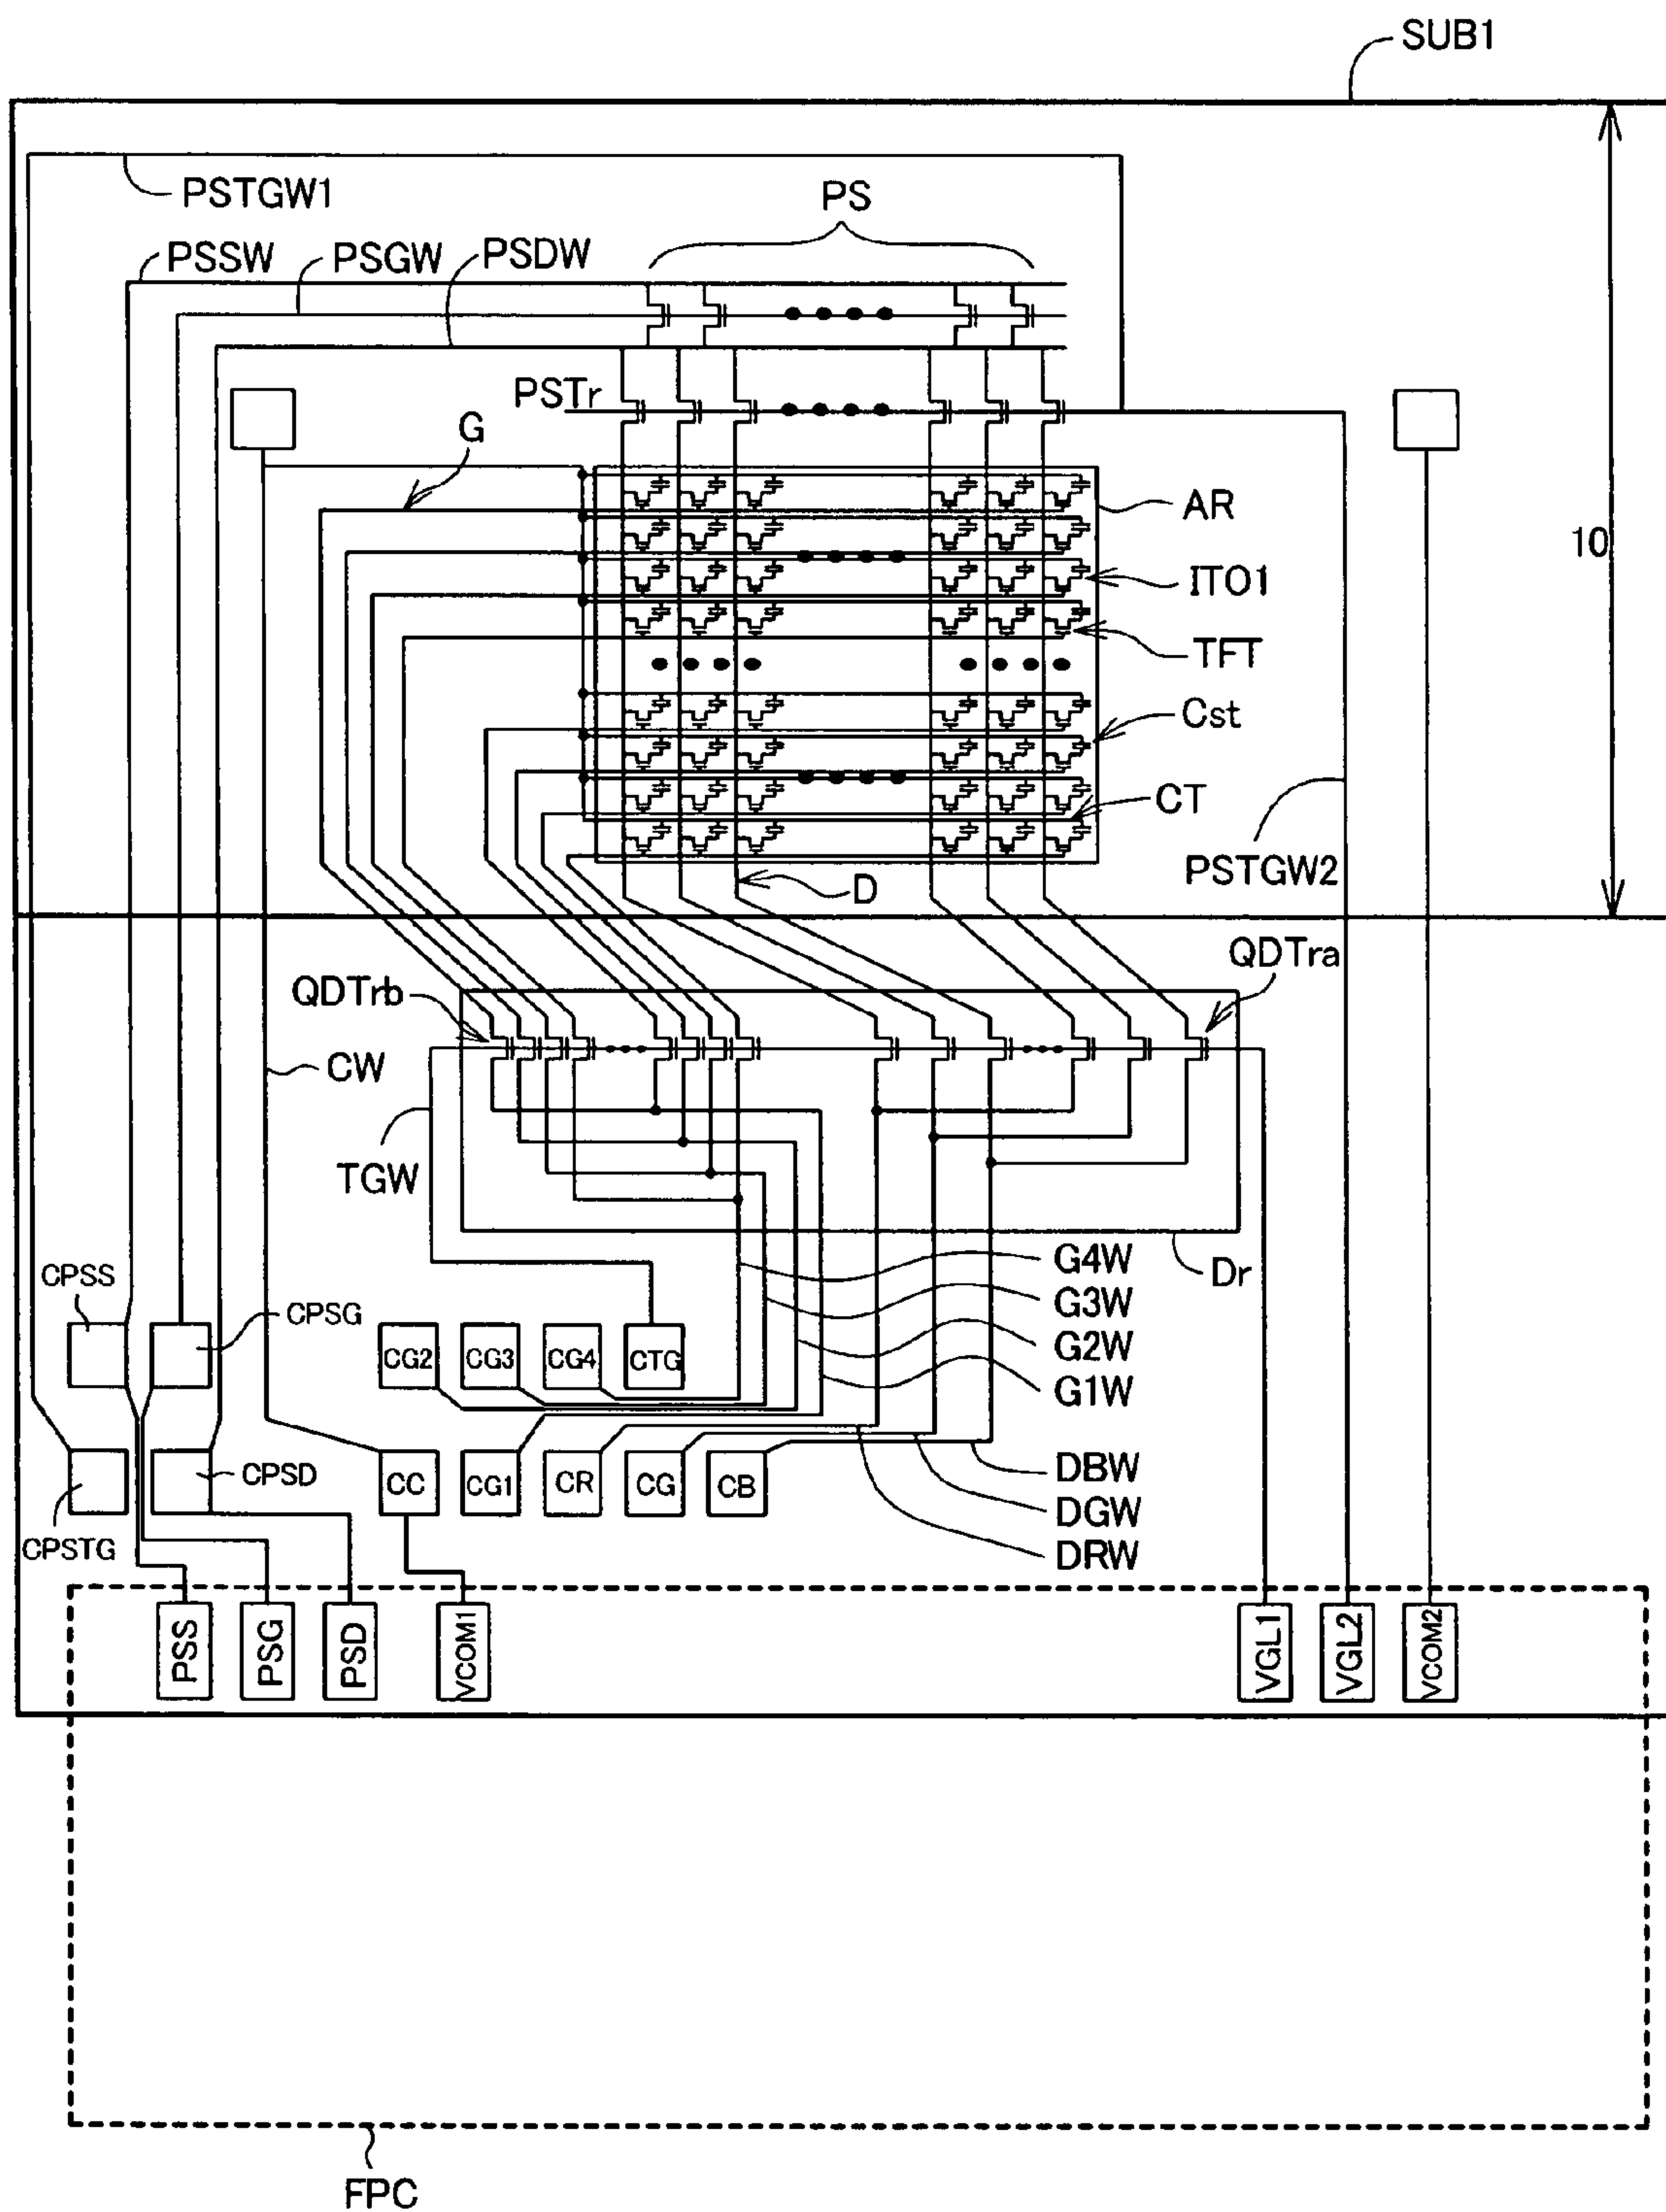 SUB1
PSTGW1
PS
PSSW
PSGW
PSDW
PSTr
G
AR
10
ITO1
TFT
Cst
CT
PSTGW2
D
QDTra
QDTrb
CW
TGW
G4W
Dr
CPSS
CPSG
G3W
CG2
CG3
CG4
CTG
G2W
G1W
CPSD
CC
CG1
CR
CG
CB
DBW
DGW
CPSTG
DRW
PSS
PSG
PSD
VCOM1
VGL1
VGL2
VCOM2
FPC